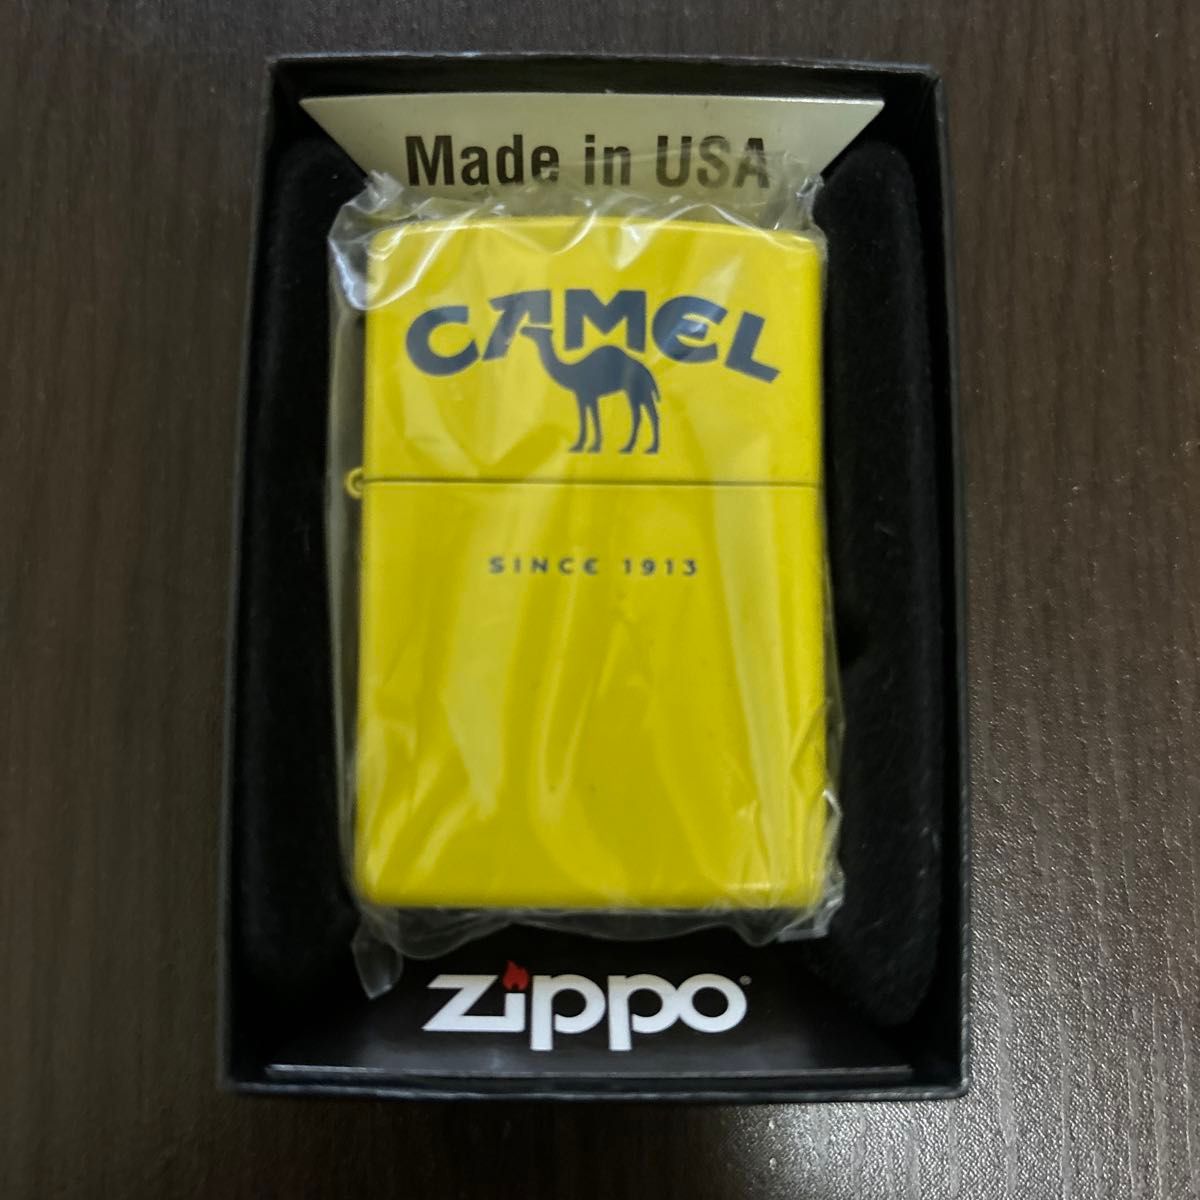 Made in USA
CAMEL
SINCE 1913
zippo®